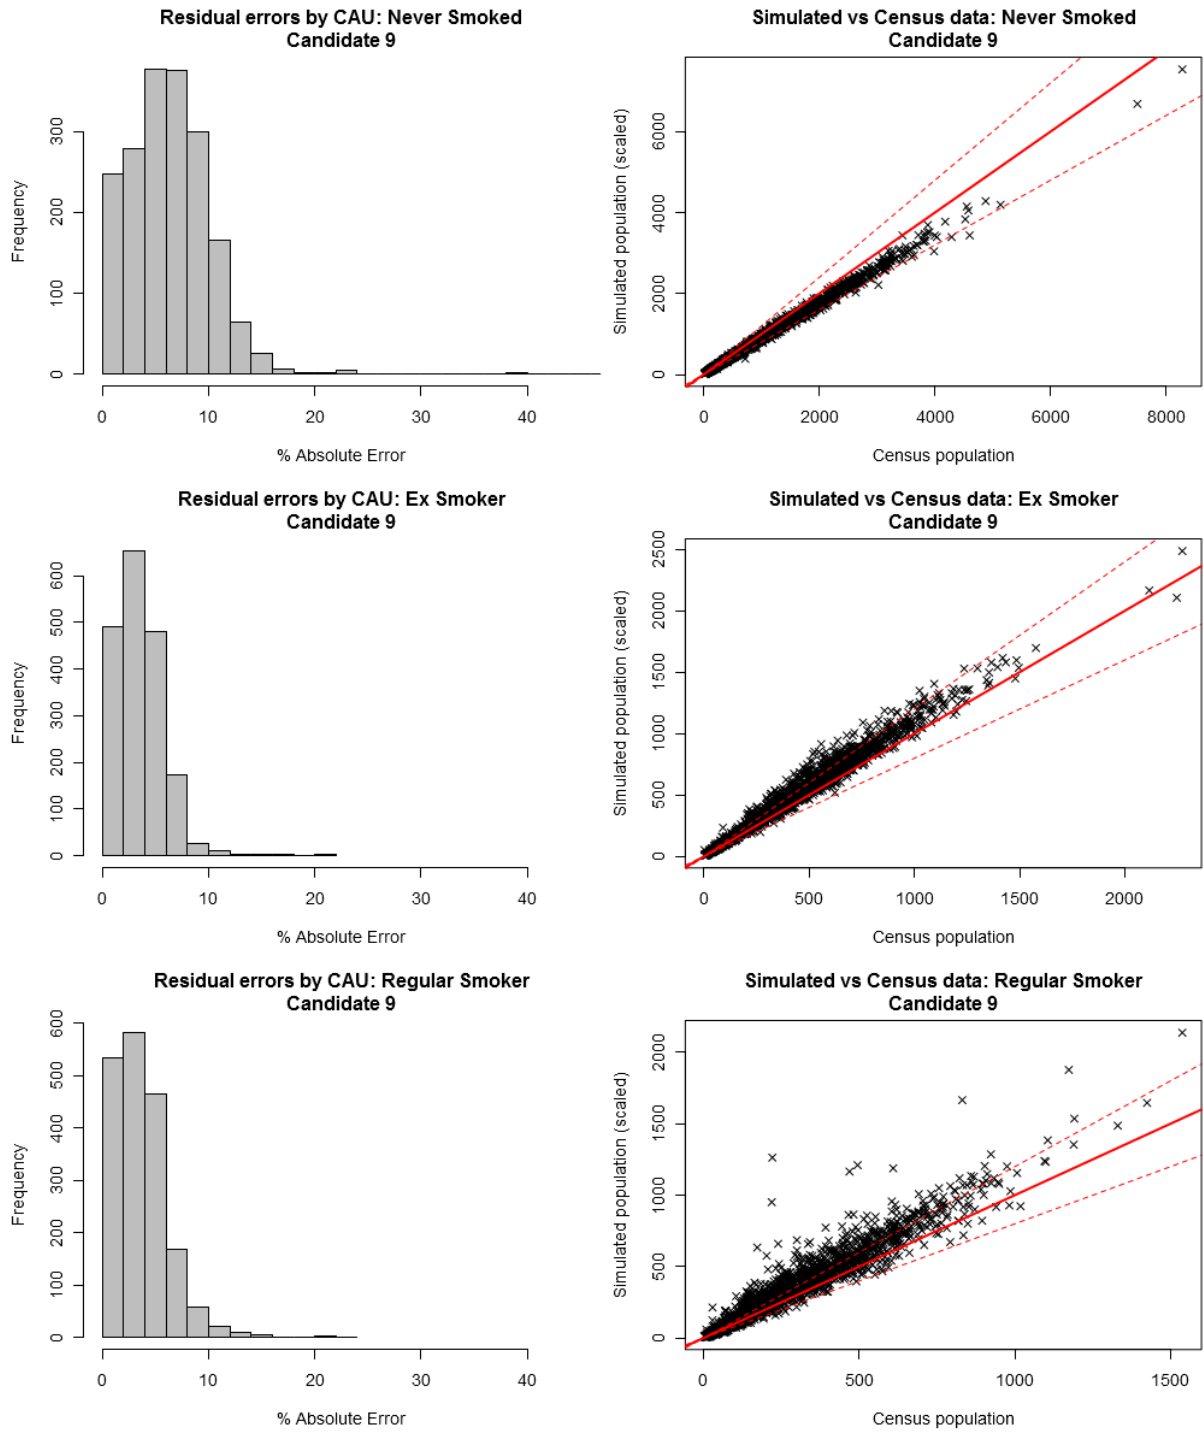 Residual errors by CAU: Never Smoked
Candidate 9
Frequency
0 100 200 300
0 10 20 30 40
% Absolute Error
Simulated vs Census data: Never Smoked
Candidate 9
Simulated population (scaled)
0 2000 4000 6000
0 2000 4000 6000 8000
Census population
Residual errors by CAU: Ex Smoker
Candidate 9
Frequency
0 100 200 300 400 500 600
0 10 20 30 40
% Absolute Error
Simulated vs Census data: Ex Smoker
Candidate 9
Simulated population (scaled)
0 500 1000 1500 2000 2500
0 500 1000 1500 2000
Census population
Residual errors by CAU: Regular Smoker
Candidate 9
Frequency
0 100 200 300 400 500 600
0 10 20 30 40
% Absolute Error
Simulated vs Census data: Regular Smoker
Candidate 9
Simulated population (scaled)
0 500 1000 1500 2000
0 500 1000 1500
Census population